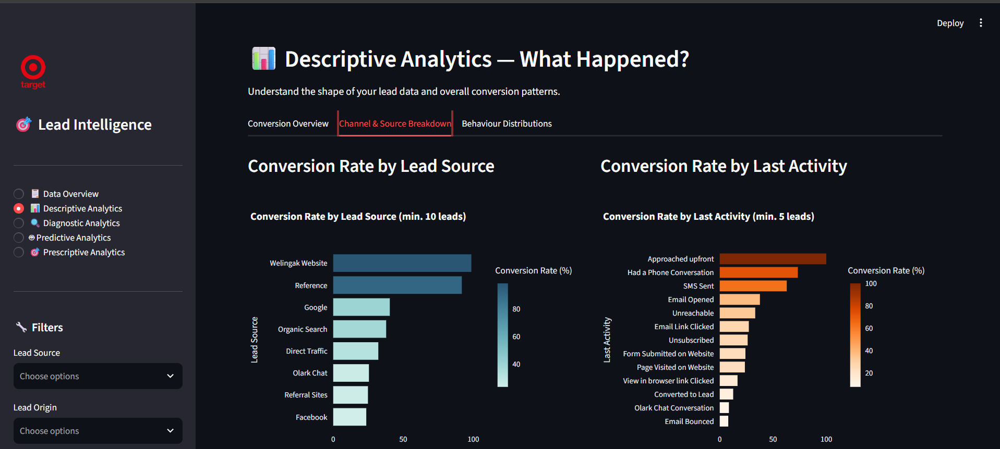 Deploy
target
Lead Intelligence
Data Overview
Descriptive Analytics
Diagnostic Analytics
Predictive Analytics
Prescriptive Analytics
Filters
Lead Source
Choose options
Lead Origin
Choose options
Descriptive Analytics — What Happened?
Understand the shape of your lead data and overall conversion patterns.
Conversion Overview
Channel & Source Breakdown
Behaviour Distributions
Conversion Rate by Lead Source
Conversion Rate by Lead Source (min. 10 leads)
Lead Source
Welingak Website
Reference
Google
Organic Search
Direct Traffic
Olark Chat
Referral Sites
Facebook
0 50 100
Conversion Rate (%)
80
60
40
Conversion Rate by Last Activity
Conversion Rate by Last Activity (min. 5 leads)
Last Activity
Approached upfront
Had a Phone Conversation
SMS Sent
Email Opened
Unreachable
Email Link Clicked
Unsubscribed
Form Submitted on Website
Page Visited on Website
View in browser link Clicked
Converted to Lead
Olark Chat Conversation
Email Bounced
0 50 100
Conversion Rate (%)
100
80
60
40
20